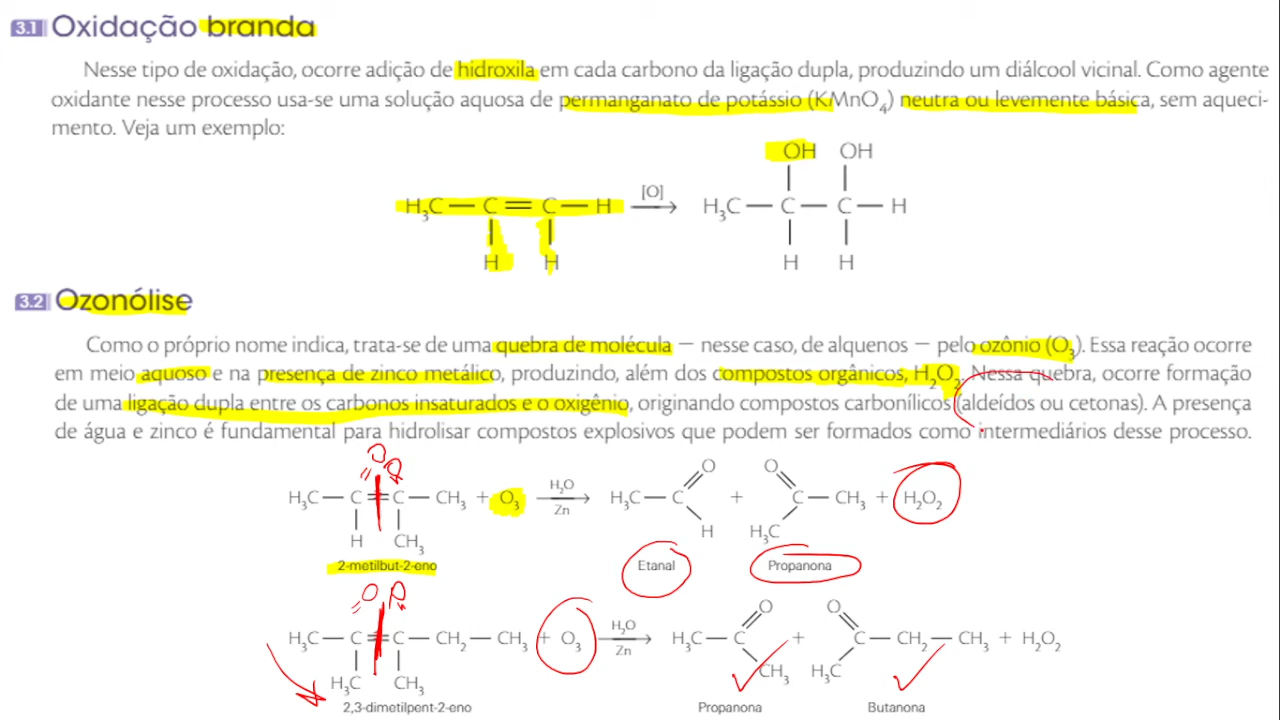 3.1 Oxidação branda
Nesse tipo de oxidação, ocorre adição de hidroxila em cada carbono da ligação dupla, produzindo um diálcool vicinal. Como agente
oxidante nesse processo usa-se uma solução aquosa de permanganato de potássio (KMnO₄) neutra ou levemente básica, sem aqueci-
mento. Veja um exemplo:
OH OH
H₃C — C = C — H [O] → H₃C — C — C — H
H H H H
3.2 Ozonólise
Como o próprio nome indica, trata-se de uma quebra de molécula — nesse caso, de alquenos — pelo ozônio (O₃). Essa reação ocorre
em meio aquoso e na presença de zinco metálico, produzindo, além dos compostos orgânicos, H₂O₂. Nessa quebra, ocorre formação
de uma ligação dupla entre os carbonos insaturados e o oxigênio, originando compostos carbonílicos (aldeídos ou cetonas). A presença
de água e zinco é fundamental para hidrolisar compostos explosivos que podem ser formados como intermediários desse processo.
=O O=
O O
H₃C — C = C — CH₃ + O₃ H₂O → Zn H₃C — C + C — CH₃ + H₂O₂
H CH₃ H H₃C
2-metilbut-2-eno Etanal Propanona
=O O=
O O
H₃C — C = C — CH₂ — CH₃ + O₃ H₂O → Zn H₃C — C + C — CH₂ — CH₃ + H₂O₂
H₃C CH₃ CH₃ H₃C
2,3-dimetilpent-2-eno Propanona Butanona